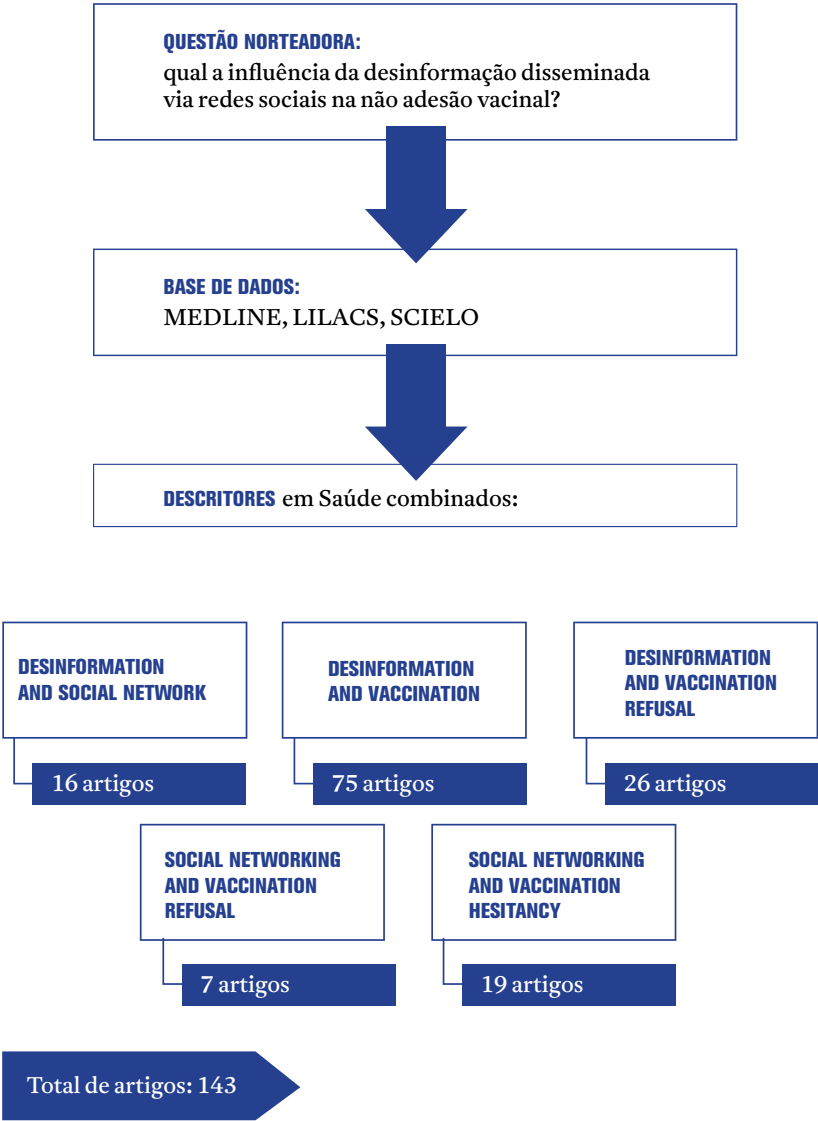 QUESTÃO NORTEADORA:
qual a influência da desinformação disseminada
via redes sociais na não adesão vacinal?
BASE DE DADOS:
MEDLINE, LILACS, SCIELO
DESCRITORES em Saúde combinados:
DESINFORMATION
AND SOCIAL NETWORK
16 artigos
DESINFORMATION
AND VACCINATION
75 artigos
DESINFORMATION
AND VACCINATION
REFUSAL
26 artigos
SOCIAL NETWORKING
AND VACCINATION
REFUSAL
7 artigos
SOCIAL NETWORKING
AND VACCINATION
HESITANCY
19 artigos
Total de artigos: 143